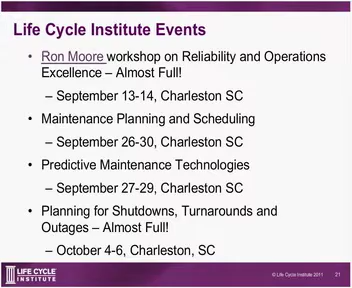 Life Cycle Institute Events
• Ron Moore workshop on Reliability and Operations
Excellence – Almost Full!
– September 13-14, Charleston SC
• Maintenance Planning and Scheduling
– September 26-30, Charleston SC
• Predictive Maintenance Technologies
– September 27-29, Charleston SC
• Planning for Shutdowns, Turnarounds and
Outages – Almost Full!
– October 4-6, Charleston, SC
LIFE CYCLE
INSTITUTE
© Life Cycle Institute 2011 21